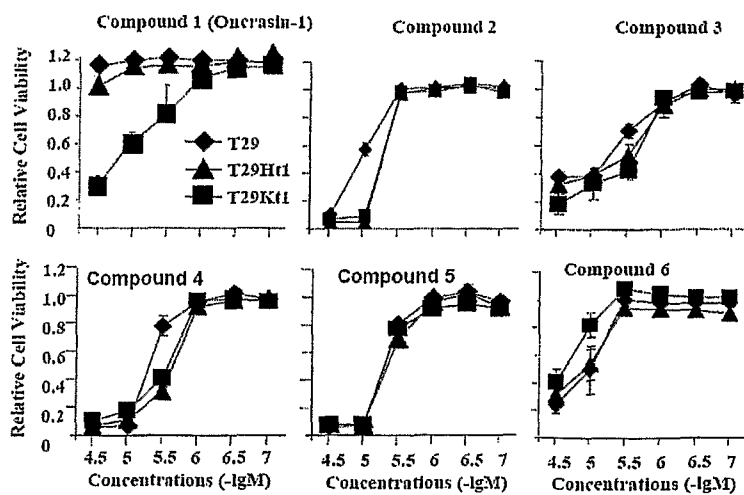 Compound 1 (Oncrasin-1)
Compound 2
Compound 3
Relative Cell Viability
1.2
1.0
0.8
0.6
0.4
0.2
0
T29
T29Ht1
T29Kt1
Compound 4
Compound 5
Compound 6
Relative Cell Viability
1.2
1.0
0.8
0.6
0.4
0.2
0
4.5 5 5.5 6 6.5 7
4.5 5 5.5 6 6.5 7
4.5 5 5.5 6 6.5 7
Concentrations (-lgM)
Concentrations (-lgM)
Concentrations (-lgM)